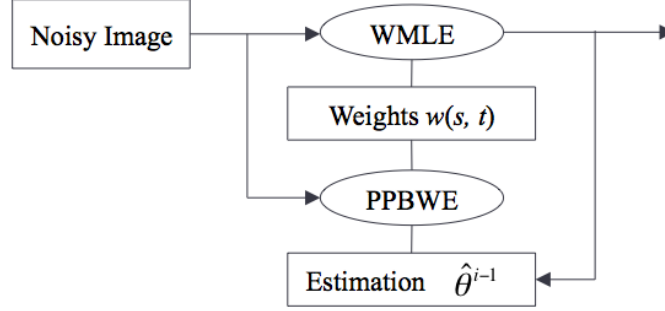 Noisy Image
WMLE
Weights w(s, t)
PPBWE
Estimation θ̂^{i−1}